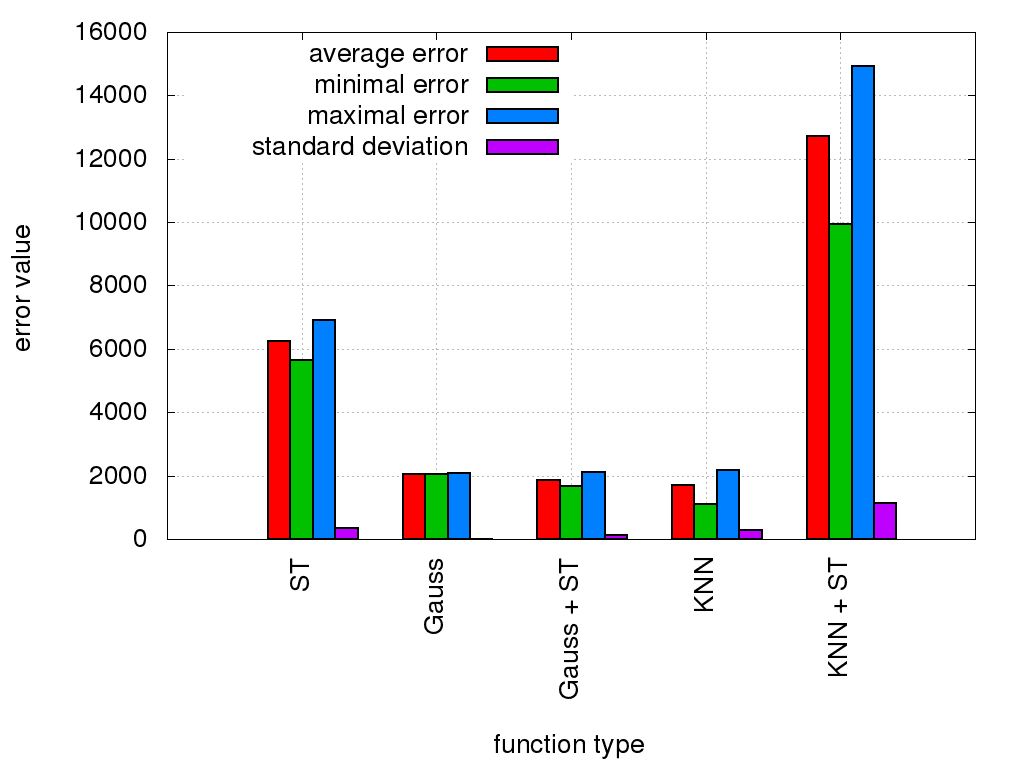 16000
14000
12000
10000
8000
6000
4000
2000
0
error value
average error
minimal error
maximal error
standard deviation
ST
Gauss
Gauss + ST
KNN
KNN + ST
function type